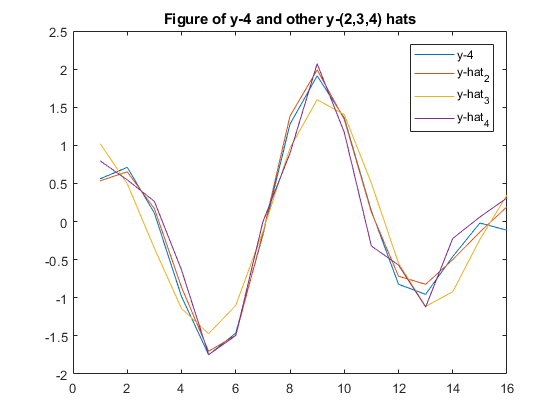 Figure of y-4 and other y-(2,3,4) hats
2.5
2
1.5
1
0.5
0
-0.5
-1
-1.5
-2
0 2 4 6 8 10 12 14 16
y-4
y-hat2
y-hat3
y-hat4